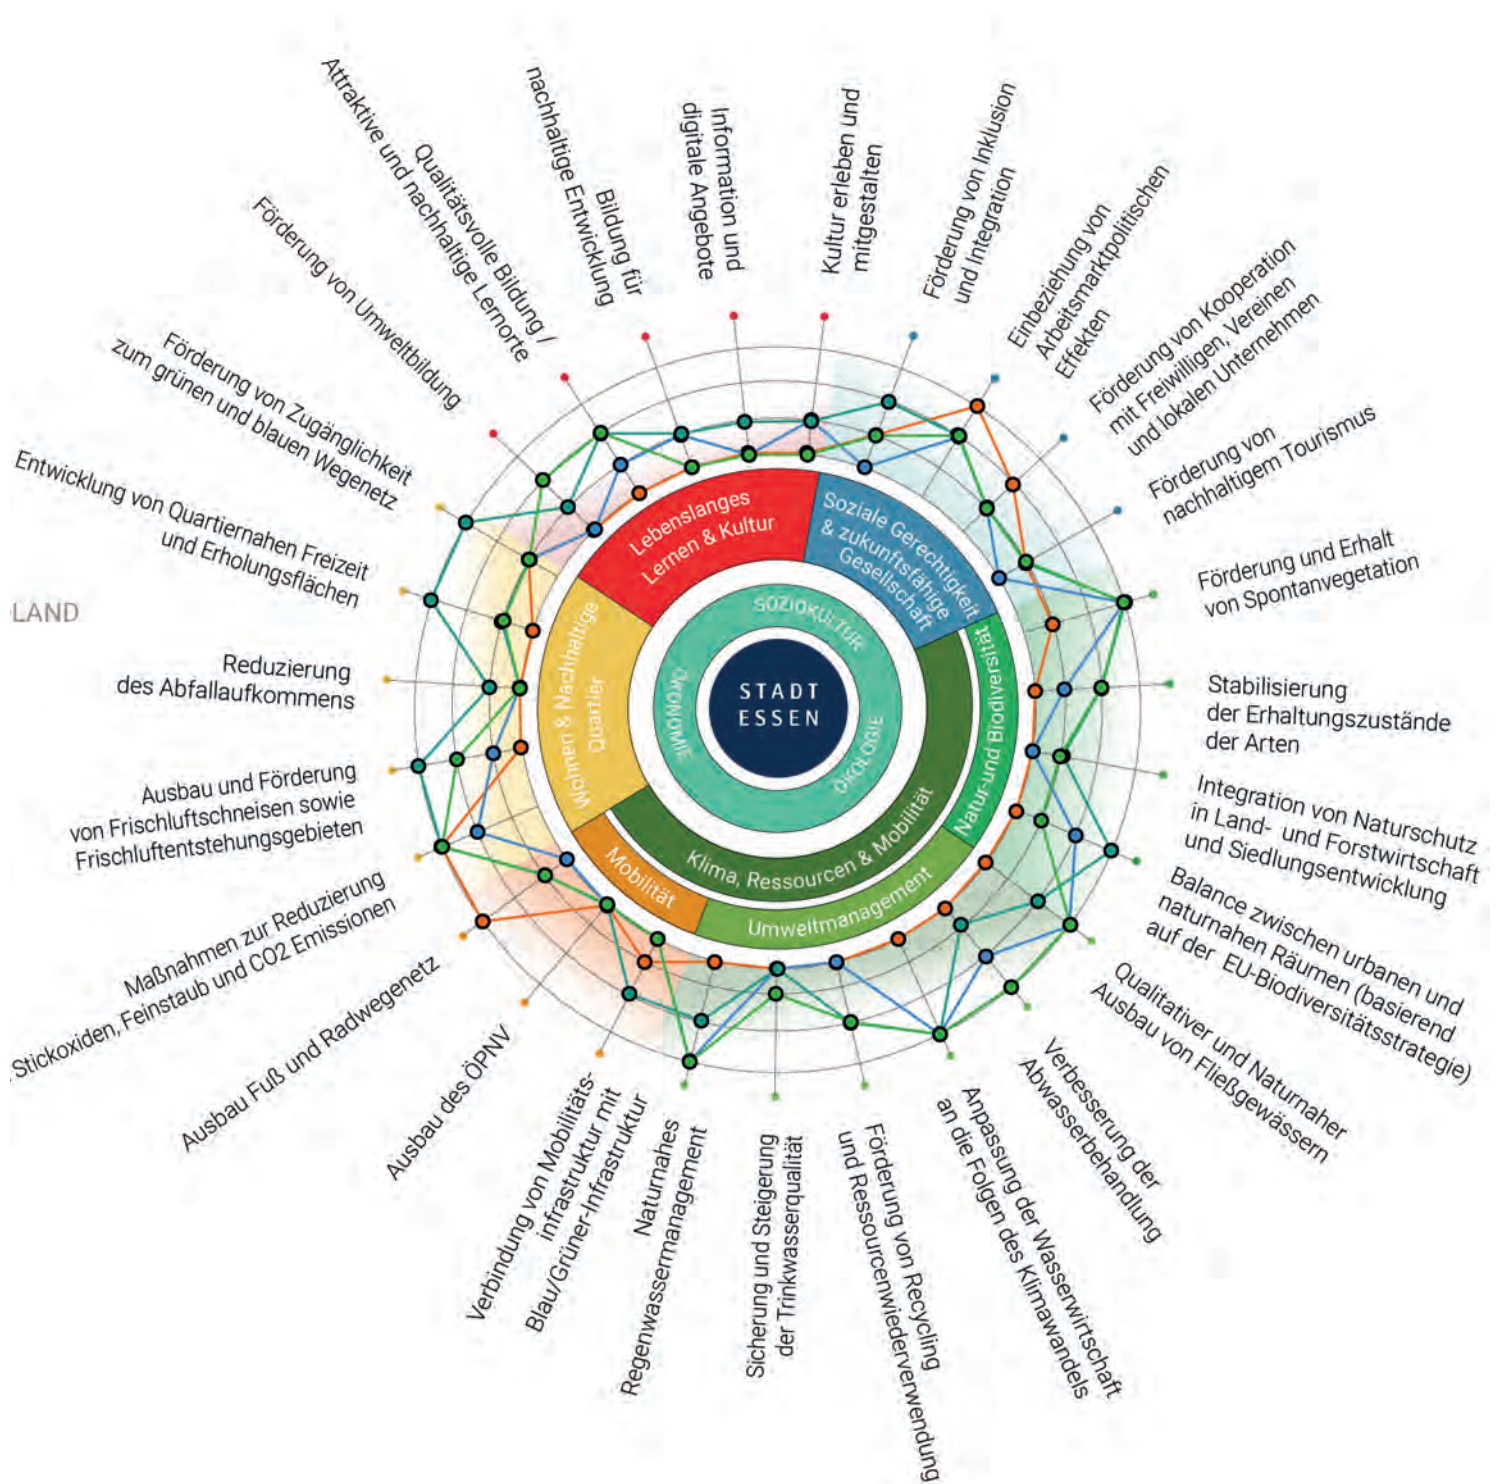 Attraktive und nachhaltige Lernorte
Qualitätsvolle Bildung /
nachhaltige Entwicklung
Bildung für
digitale Angebote
Information und
Kultur erleben und
mitgestalten
Förderung von Inklusion
und Integration
Einbeziehung von
Arbeitsmarktpolitischen
Effekten
Förderung von Kooperation
mit Freiwilligen, Vereinen
und lokalen Unternehmen
Förderung von
nachhaltigem Tourismus
Förderung und Erhalt
von Spontanvegetation
Stabilisierung
der Erhaltungszustände
der Arten
Integration von Naturschutz
in Land- und Forstwirtschaft
und Siedlungsentwicklung
Balance zwischen urbanen und
naturnahen Räumen (basierend
auf der EU-Biodiversitätsstrategie)
Qualitativer und Naturnaher
Ausbau von Fließgewässern
Verbesserung der
Abwasserbehandlung
Anpassung der Wasserwirtschaft
an die Folgen des Klimawandels
Förderung von Recycling
und Ressourcenwiederverwendung
Sicherung und Steigerung
der Trinkwasserqualität
Naturnahes
Regenwassermanagement
Verbindung von Mobilitäts-
infrastruktur mit
Blau/Grüner-Infrastruktur
Ausbau des ÖPNV
Ausbau Fuß und Radwegenetz
Maßnahmen zur Reduzierung
Stickoxiden, Feinstaub und CO2 Emissionen
Ausbau und Förderung
von Frischluftschneisen sowie
Frischluftentstehungsgebieten
Reduzierung
des Abfallaufkommens
LAND
Entwicklung von Quartiernahen Freizeit
und Erholungsflächen
Förderung von Zugänglichkeit
zum grünen und blauen Wegenetz
Förderung von Umweltbildung
Lebenslanges
Lernen & Kultur
Soziale Gerechtigkeit
& zukunftsfähige
Gesellschaft
Natur-und Biodiversität
Umweltmanagement
Mobilität
Klima, Ressourcen & Mobilität
Wohnen & Nachhaltige
Quartier
SOZIOKULTUR
ÖKOLOGIE
ÖKONOMIE
STADT
ESSEN